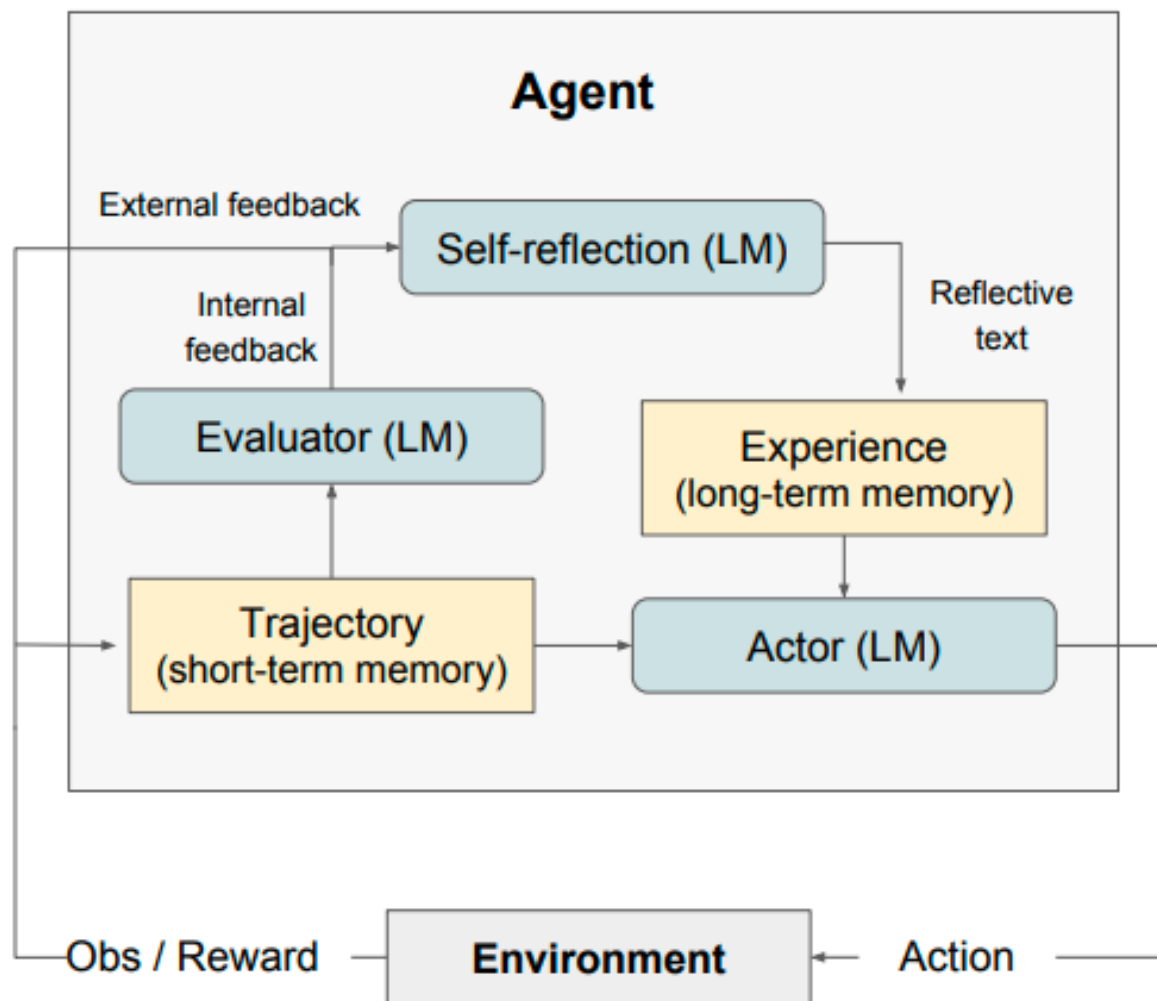 Agent
External feedback
Self-reflection (LM)
Internal
feedback
Reflective
text
Evaluator (LM)
Experience
(long-term memory)
Trajectory
(short-term memory)
Actor (LM)
Obs / Reward
Environment
Action